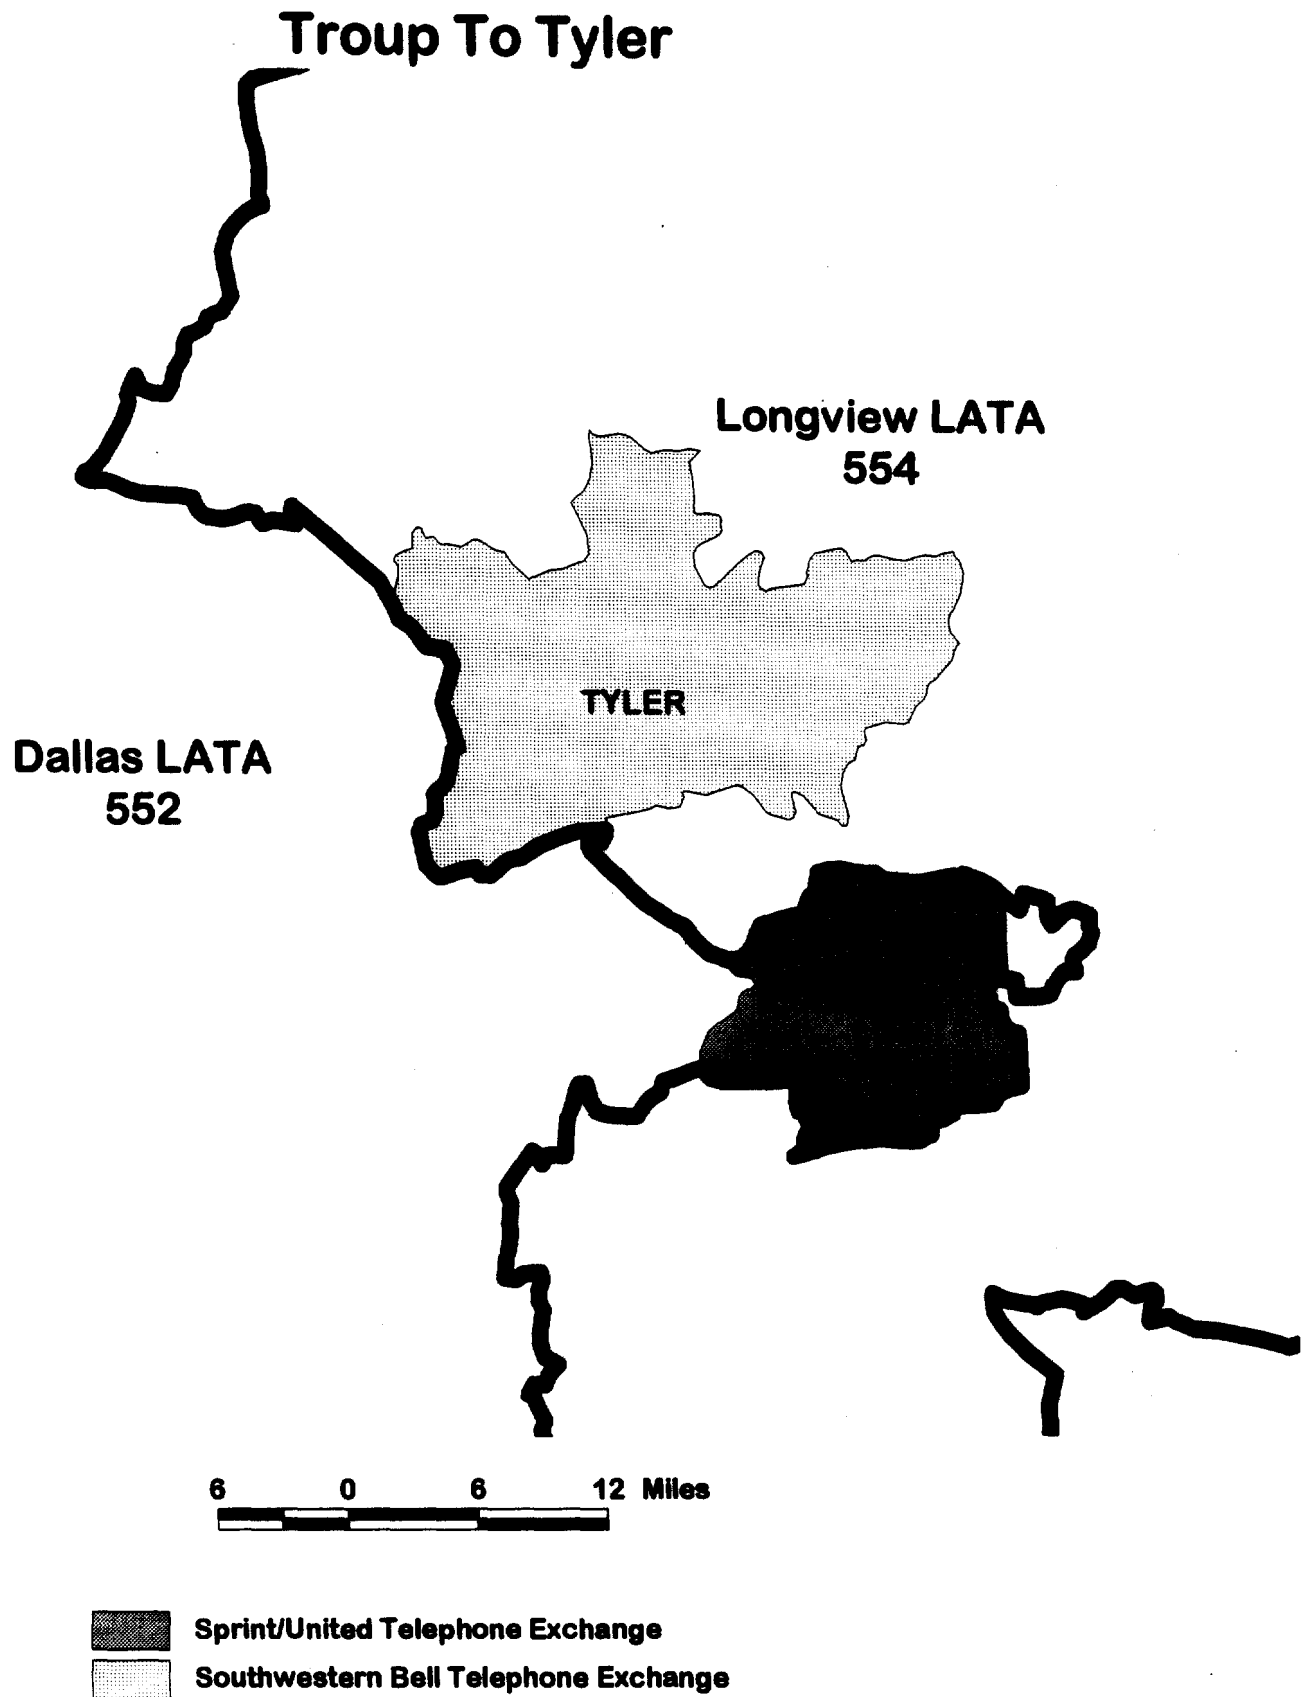 Troup To Tyler
Longview LATA
554
TYLER
Dallas LATA
552
6 0 6 12 Miles
Sprint/United Telephone Exchange
Southwestern Bell Telephone Exchange